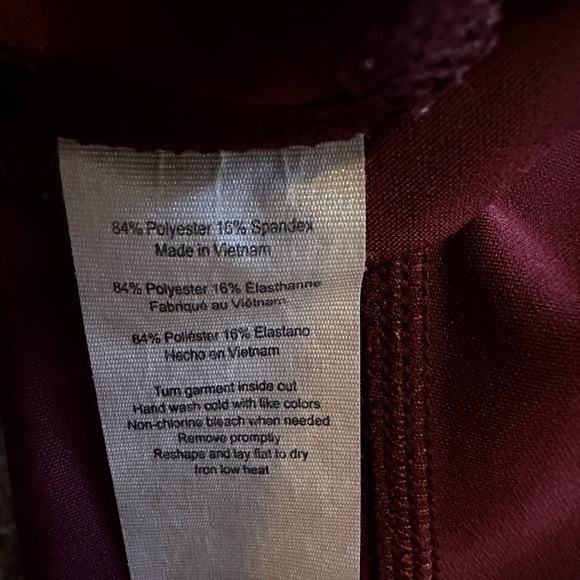 84% Polyester 16% Spandex
Made in Vietnam
84% Polyester 16% Élasthanne
Fabriqué au Viêtnam
84% Poliéster 16% Elastano
Hecho en Vietnam
Turn garment inside out
Hand wash cold with like colors
Non-chlorine bleach when needed
Remove promptly
Reshape and lay flat to dry
Iron low heat